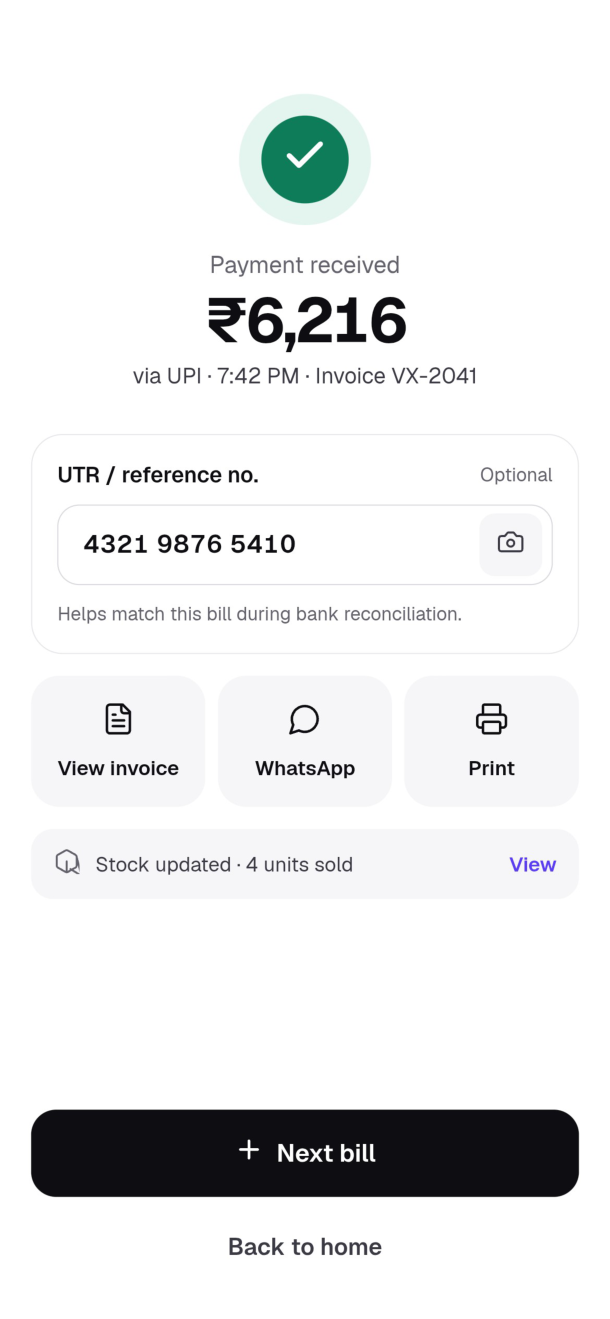 Payment received
₹6,216
via UPI · 7:42 PM · Invoice VX-2041
UTR / reference no.
Optional
4321 9876 5410
Helps match this bill during bank reconciliation.
View invoice
WhatsApp
Print
Stock updated · 4 units sold
View
+ Next bill
Back to home